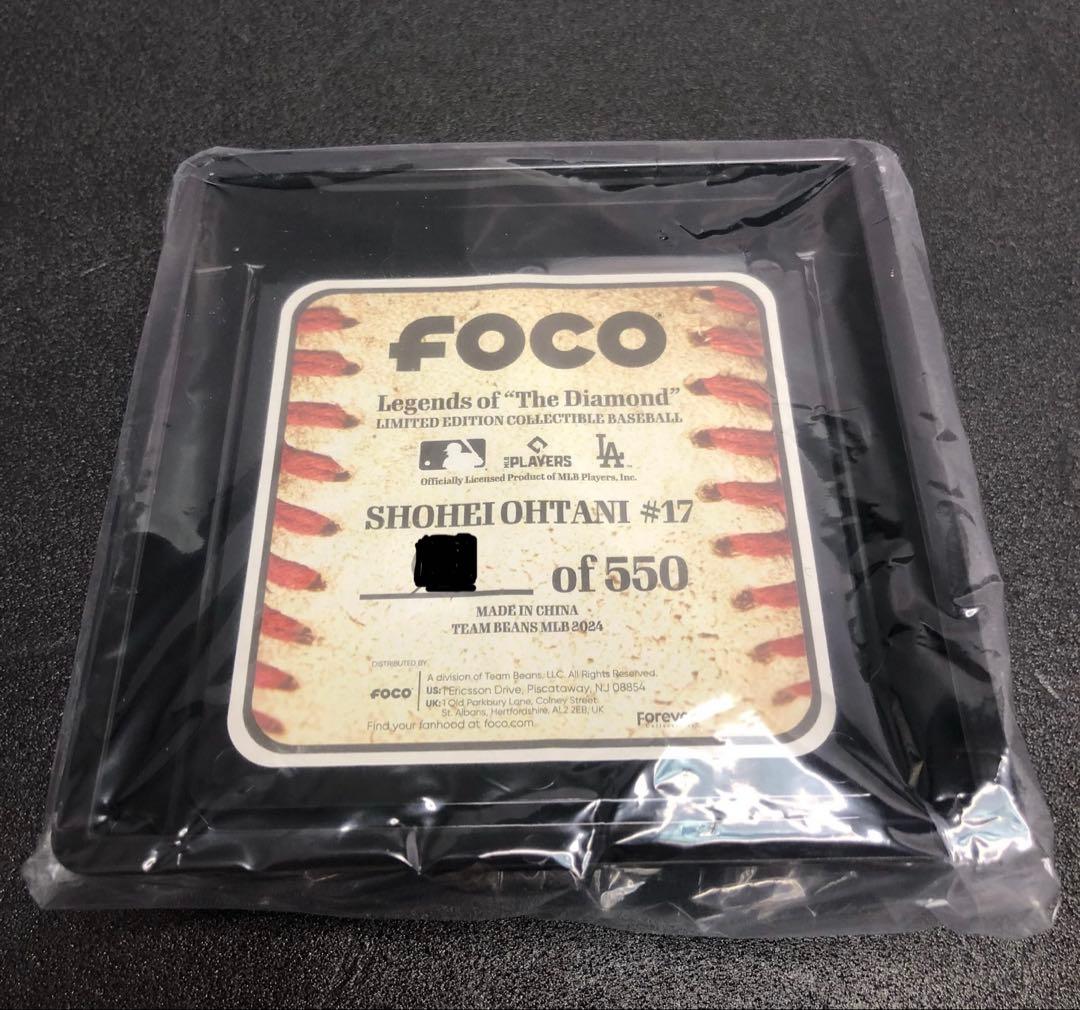 FOCO
Legends of "The Diamond"
LIMITED EDITION COLLECTIBLE BASEBALL
MLB PLAYERS LA
Officially Licensed Product of MLB Players, Inc.
SHOHEI OHTANI #17
of 550
MADE IN CHINA
TEAM BEANS MLB 2024
DISTRIBUTED BY
FOCO
A division of Team Beans, LLC. All Rights Reserved.
US: 1 Ericsson Drive, Piscataway, NJ 08854
UK: 1 Old Parkbury Lane, Colney Street
St. Albans, Hertfordshire, AL2 2EB, UK
Find your fanhood at foco.com